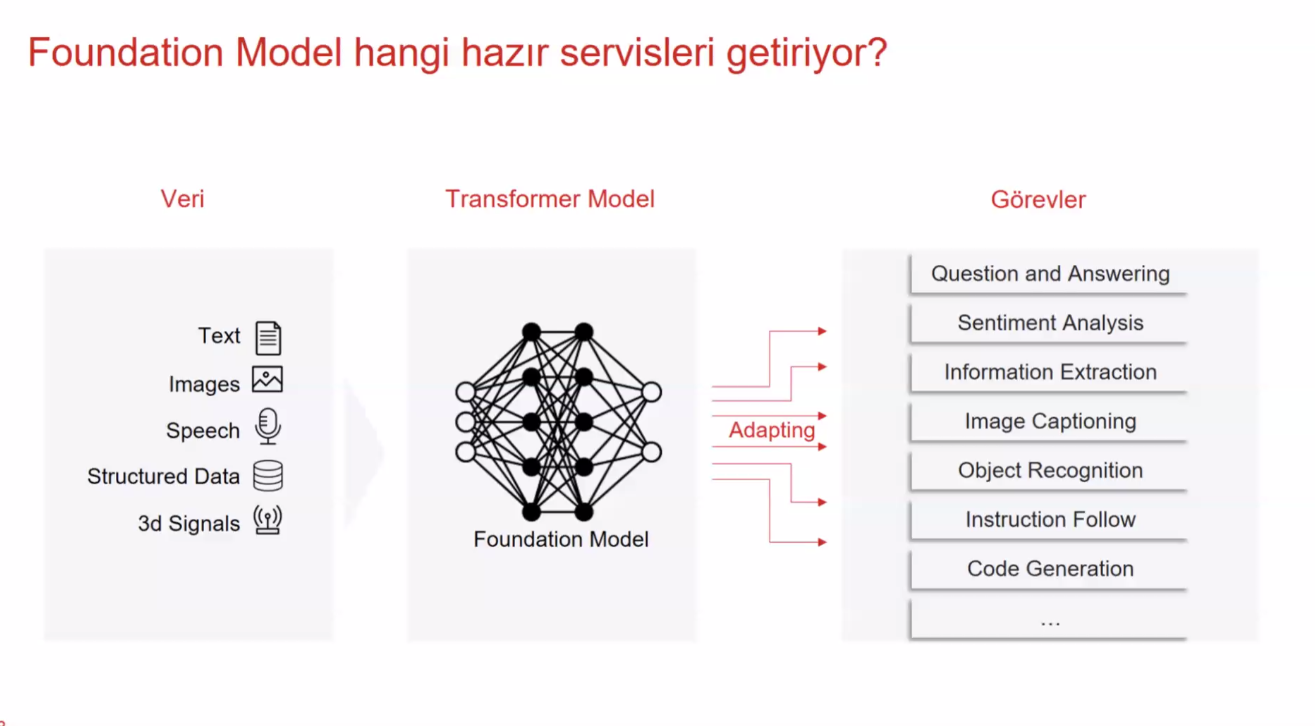 Foundation Model hangi hazır servisleri getiriyor?
Veri
Text
Images
Speech
Structured Data
3d Signals
Transformer Model
Foundation Model
Adapting
Görevler
Question and Answering
Sentiment Analysis
Information Extraction
Image Captioning
Object Recognition
Instruction Follow
Code Generation
...